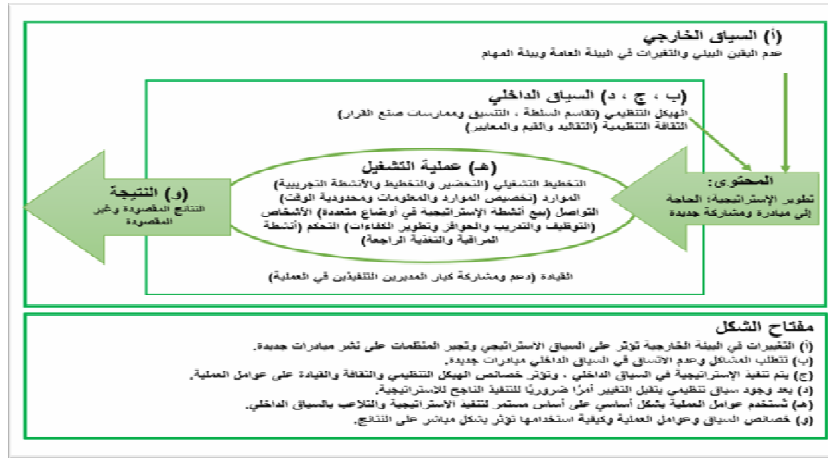 (أ) السياق الخارجي
عدم اليقين البيئي والتغيرات في البيئة العامة وبيئة المهام
(ب ، ج ، د) السياق الداخلي
الهيكل التنظيمي (تقاسم السلطة ، التنسيق وممارسات صنع القرار)
الثقافة التنظيمية (التقاليد والقيم والمعايير)
المحتوى:
تطوير الإستراتيجية: الحاجة
إلى مبادرة ومشاركة جديدة
(هـ) عملية التشغيل
التخطيط التشغيلي (التحضير والتخطيط والأنشطة التجريبية)
الموارد (تخصيص الموارد والمعلومات ومحدودية الوقت)
التواصل (بيع أنشطة الإستراتيجية في أوضاع متعددة) الأشخاص
(التوظيف والتدريب والحوافز وتطوير الكفاءات) التحكم (أنشطة
المراقبة والتغذية الراجعة)
(و) النتيجة
النتائج المقصودة وغير
المقصودة
القيادة (دعم ومشاركة كبار المديرين التنفيذين في العملية)
مفتاح الشكل
(أ) التغييرات في البيئة الخارجية تؤثر على السياق الاستراتيجي وتجبر المنظمات على نشر مبادرات جديدة.
(ب) تتطلب المشاكل وعدم الاتساق في السياق الداخلي مبادرات جديدة.
(ج) يتم تنفيذ الإستراتيجية في السياق الداخلي ، وتؤثر خصائص الهيكل التنظيمي والثقافة والقيادة على عوامل العملية.
(د) يعد وجود سياق تنظيمي يتقبل التغيير أمرًا ضروريًا للتنفيذ الناجح للاستراتيجية.
(هـ) تُستخدم عوامل العملية بشكل أساسي على أساس مستمر لتنفيذ الاستراتيجية والتلاعب بالسياق الداخلي.
(و) خصائص السياق وعوامل العملية وكيفية استخدامها تؤثر بشكل مباشر على النتائج.